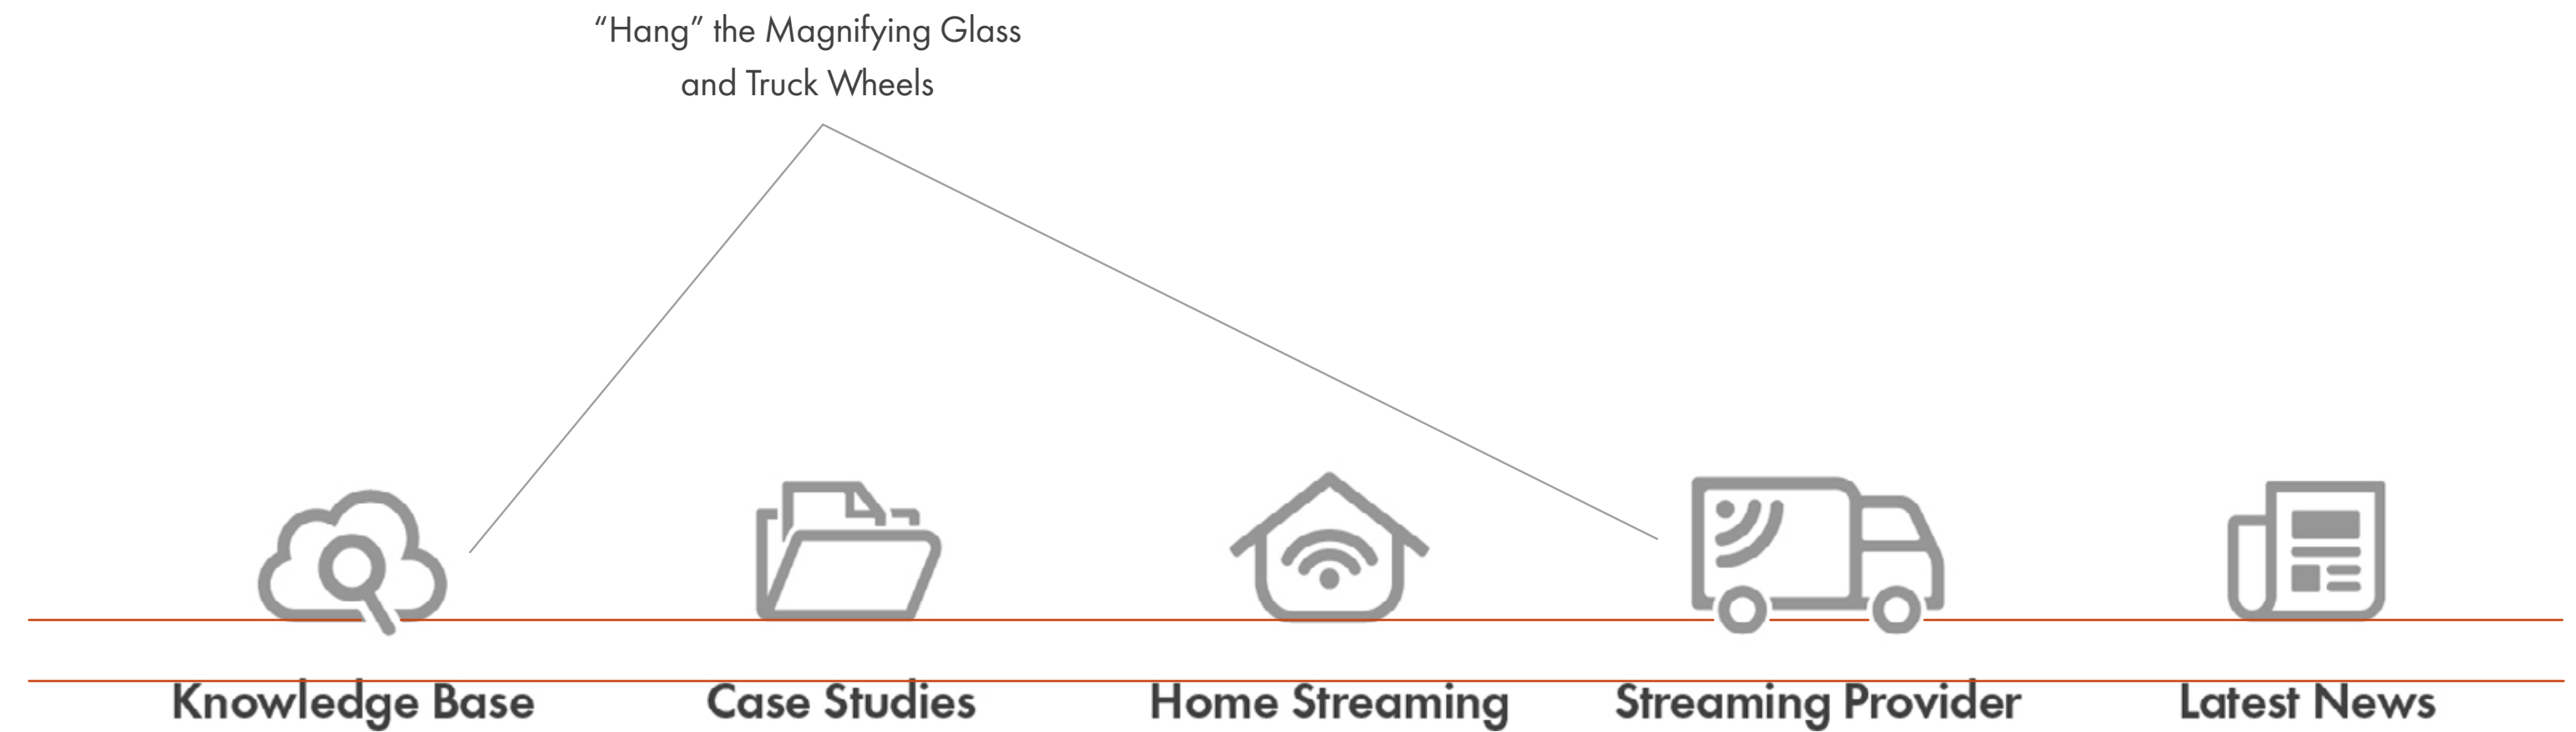 “Hang” the Magnifying Glass
and Truck Wheels
Knowledge Base
Case Studies
Home Streaming
Streaming Provider
Latest News